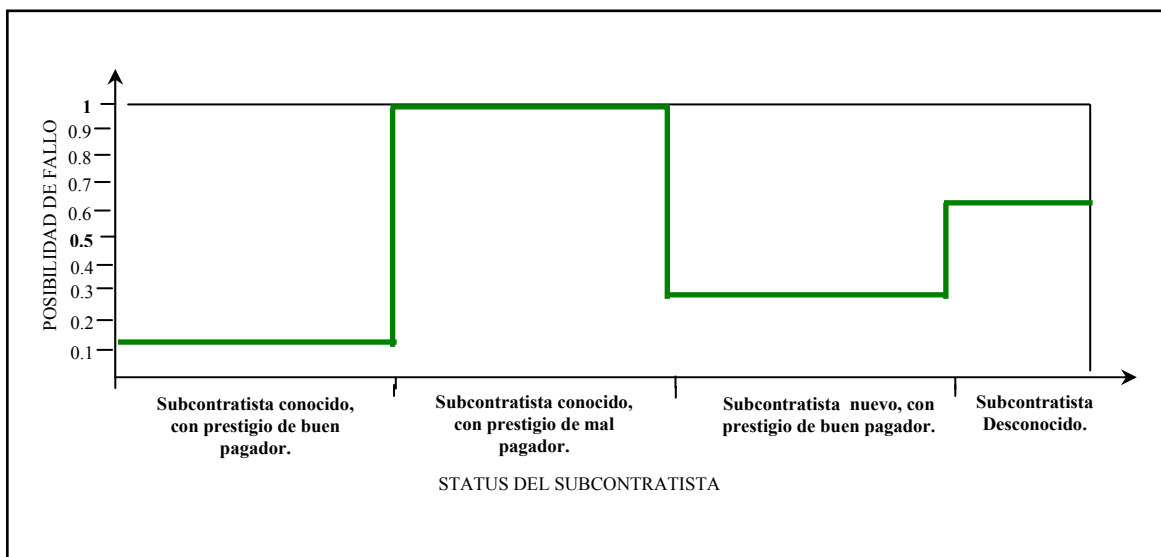 POSIBILIDAD DE FALLO
1
0.9
0.8
0.7
0.6
0.5
0.4
0.3
0.2
0.1
Subcontratista conocido,
con prestigio de buen
pagador.
Subcontratista conocido,
con prestigio de mal
pagador.
Subcontratista nuevo, con
prestigio de buen pagador.
Subcontratista
Desconocido.
STATUS DEL SUBCONTRATISTA